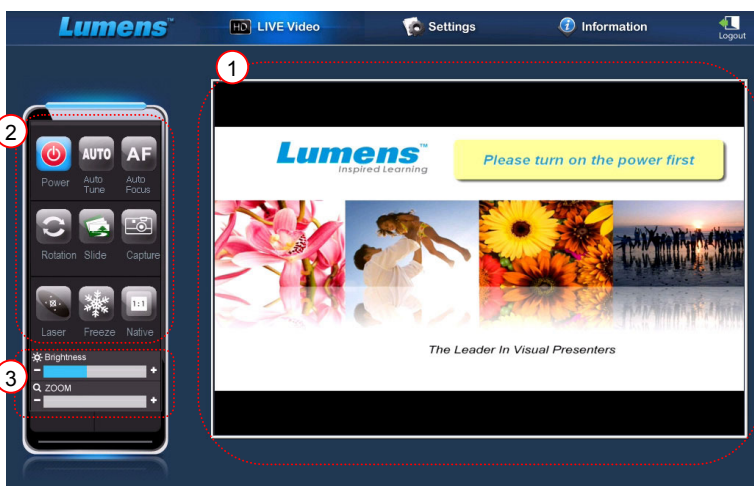 Lumens™
HD LIVE Video
Settings
Information
Logout
1
2
AUTO AF
Power Auto Tune Auto Focus
Rotation Slide Capture
1:1
Laser Freeze Native
3
Brightness
- +
ZOOM
- +
Lumens™
Inspired Learning
Please turn on the power first
The Leader In Visual Presenters